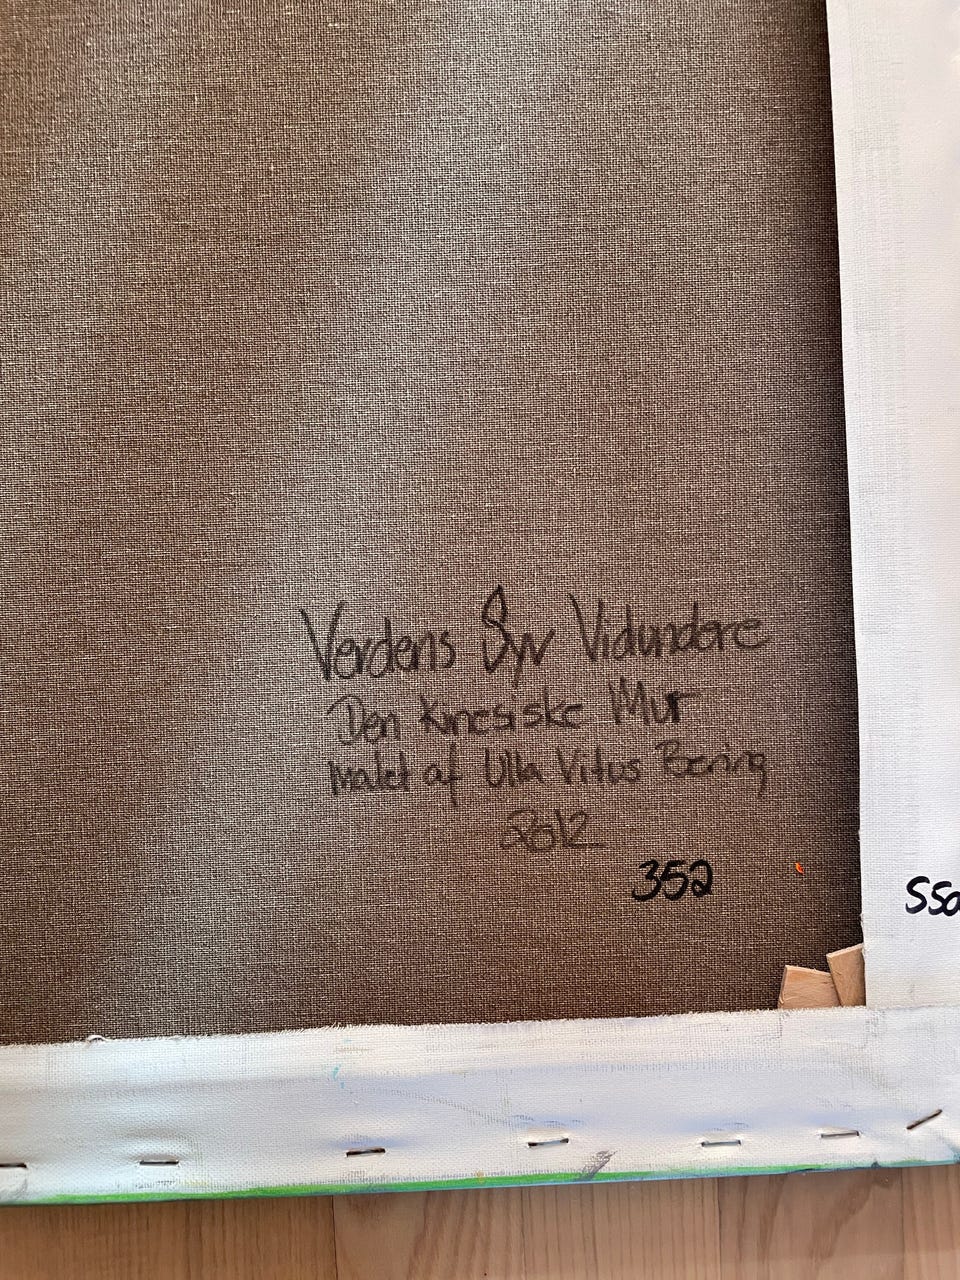 Verdens Syv Vidundere
Den Kinesiske Mur
Malet af Ulla Vitus Bering
2012
352